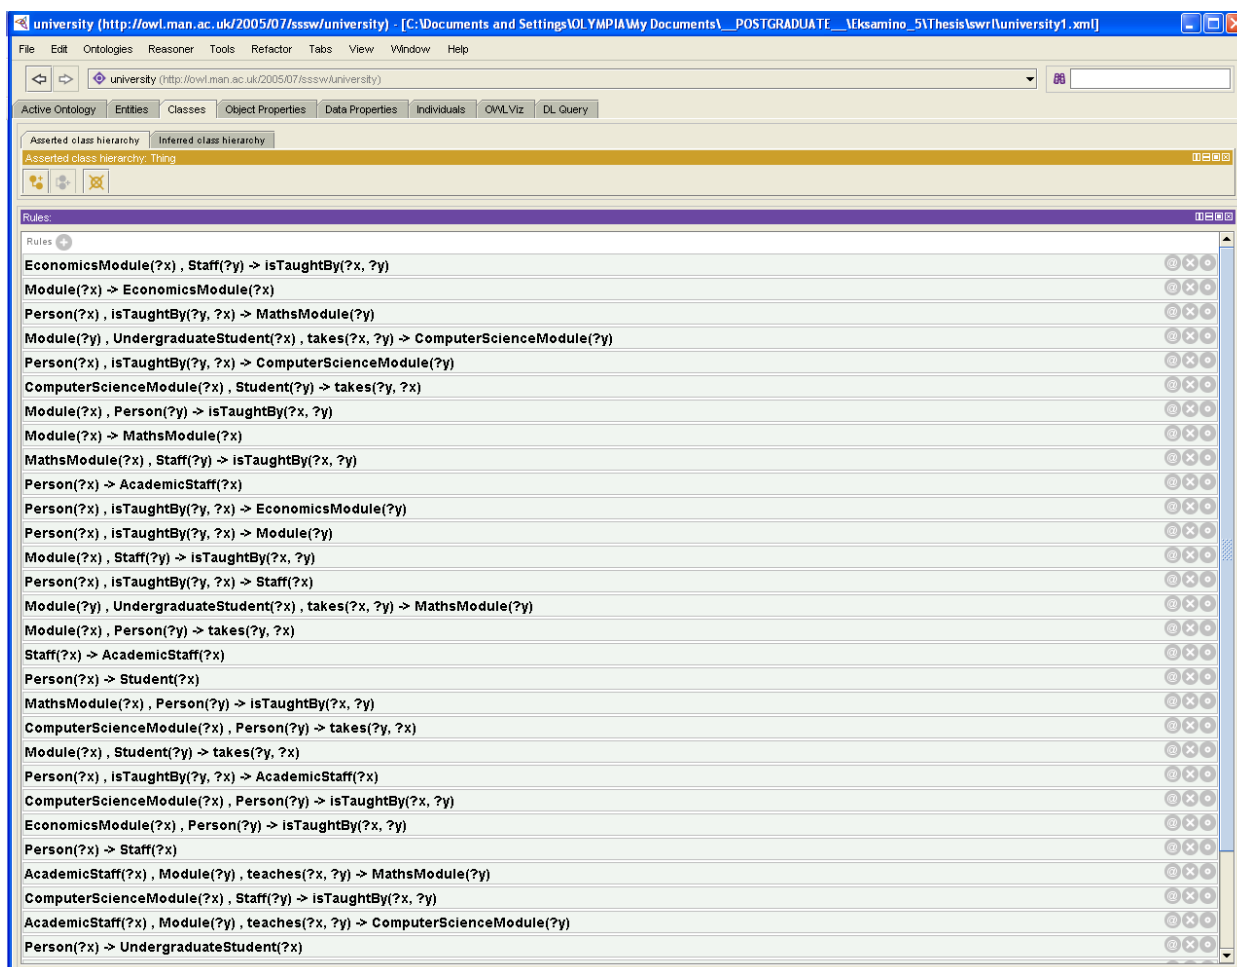 university (http://owl.man.ac.uk/2005/07/sssw/university) - [C:\Documents and Settings\OLYMPIA\My Documents\__POSTGRADUATE__\Eksamino_5\Thesis\swrl\university1.xml]
File Edit Ontologies Reasoner Tools Refactor Tabs View Window Help
university (http://owl.man.ac.uk/2005/07/sssw/university)
Active Ontology Entities Classes Object Properties Data Properties Individuals OWLViz DL Query
Asserted class hierarchy Inferred class hierarchy
Asserted class hierarchy: Thing
Rules:
Rules
EconomicsModule(?x) , Staff(?y) -> isTaughtBy(?x, ?y)
Module(?x) -> EconomicsModule(?x)
Person(?x) , isTaughtBy(?y, ?x) -> MathsModule(?y)
Module(?y) , UndergraduateStudent(?x) , takes(?x, ?y) -> ComputerScienceModule(?y)
Person(?x) , isTaughtBy(?y, ?x) -> ComputerScienceModule(?y)
ComputerScienceModule(?x) , Student(?y) -> takes(?y, ?x)
Module(?x) , Person(?y) -> isTaughtBy(?x, ?y)
Module(?x) -> MathsModule(?x)
MathsModule(?x) , Staff(?y) -> isTaughtBy(?x, ?y)
Person(?x) -> AcademicStaff(?x)
Person(?x) , isTaughtBy(?y, ?x) -> EconomicsModule(?y)
Person(?x) , isTaughtBy(?y, ?x) -> Module(?y)
Module(?x) , Staff(?y) -> isTaughtBy(?x, ?y)
Person(?x) , isTaughtBy(?y, ?x) -> Staff(?x)
Module(?y) , UndergraduateStudent(?x) , takes(?x, ?y) -> MathsModule(?y)
Module(?x) , Person(?y) -> takes(?y, ?x)
Staff(?x) -> AcademicStaff(?x)
Person(?x) -> Student(?x)
MathsModule(?x) , Person(?y) -> isTaughtBy(?x, ?y)
ComputerScienceModule(?x) , Person(?y) -> takes(?y, ?x)
Module(?x) , Student(?y) -> takes(?y, ?x)
Person(?x) , isTaughtBy(?y, ?x) -> AcademicStaff(?x)
ComputerScienceModule(?x) , Person(?y) -> isTaughtBy(?x, ?y)
EconomicsModule(?x) , Person(?y) -> isTaughtBy(?x, ?y)
Person(?x) -> Staff(?x)
AcademicStaff(?x) , Module(?y) , teaches(?x, ?y) -> MathsModule(?y)
ComputerScienceModule(?x) , Staff(?y) -> isTaughtBy(?x, ?y)
AcademicStaff(?x) , Module(?y) , teaches(?x, ?y) -> ComputerScienceModule(?y)
Person(?x) -> UndergraduateStudent(?x)